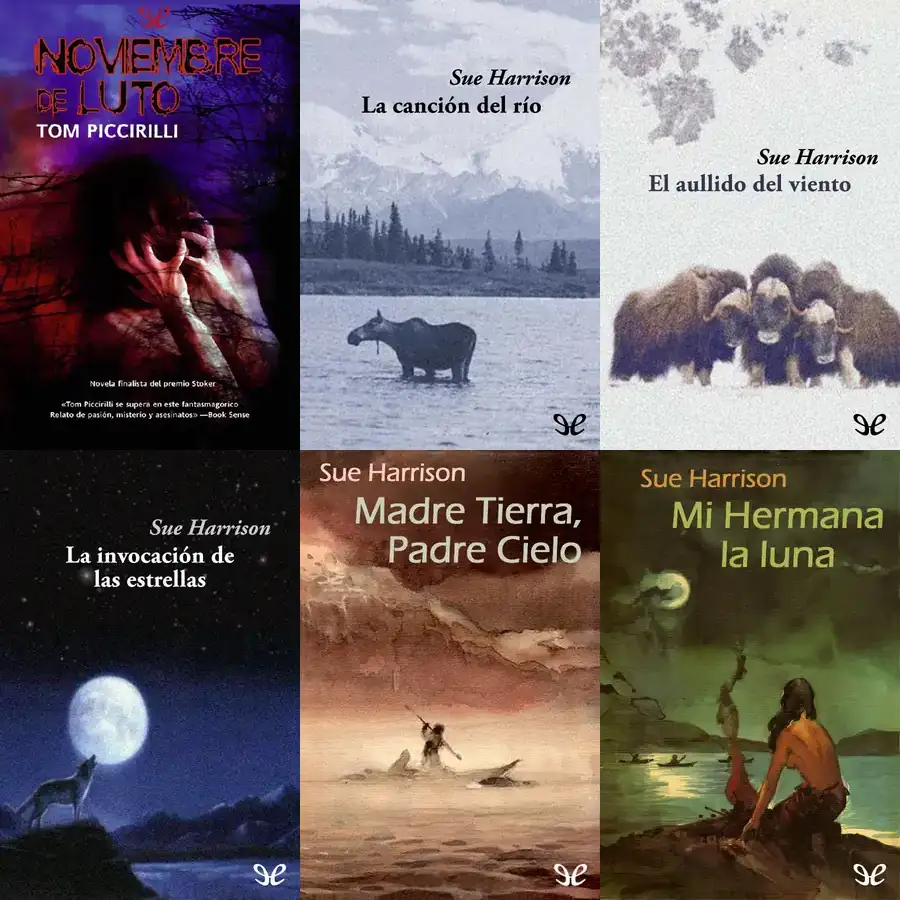 NOVIEMBRE
DE LUTO
TOM PICCIRILLI
Novela finalista del premio Stoker
«Tom Piccirilli se supera en este fantasmagorico
Relato de pasión, misterio y asesinatos» —Book Sense
Sue Harrison
La canción del río
Sue Harrison
El aullido del viento
Sue Harrison
La invocación de
las estrellas
Sue Harrison
Madre Tierra,
Padre Cielo
Sue Harrison
Mi Hermana
la luna